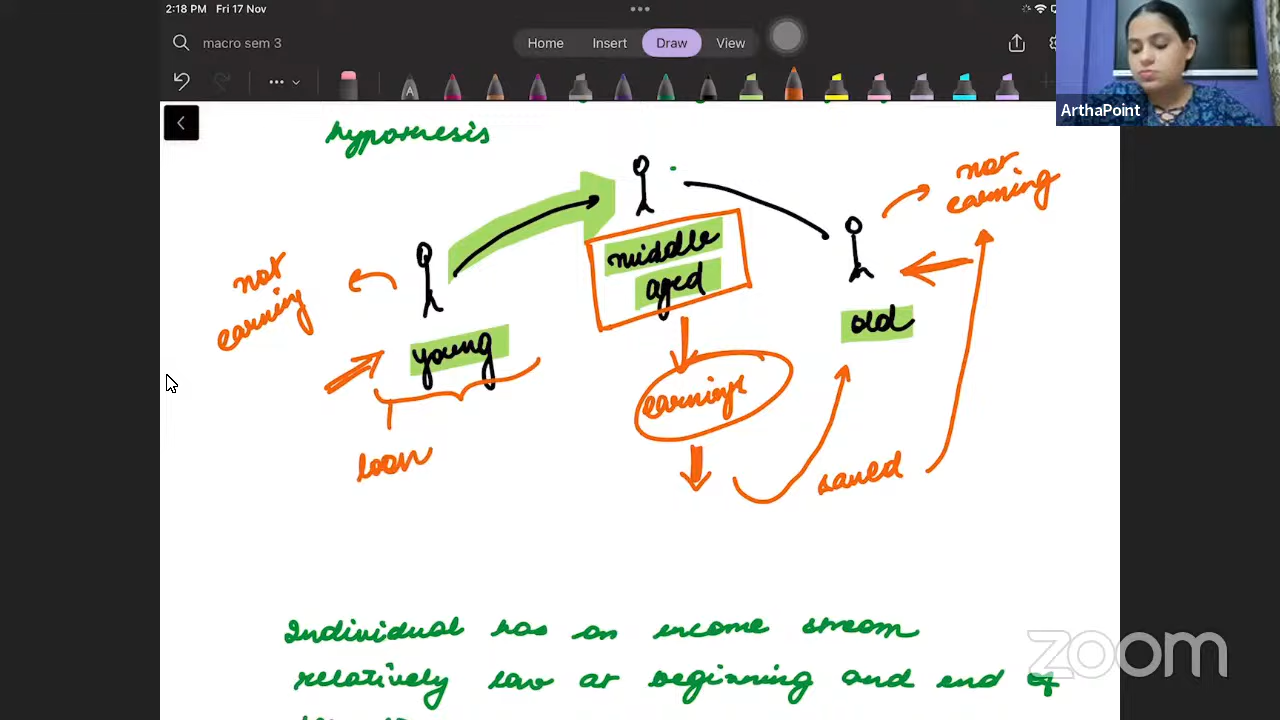 2:18 PM Fri 17 Nov
macro sem 3
Home Insert Draw View
ArthaPoint
hypothesis
not
earning
middle
aged
not
earning
old
young
earnings
loan
saved
Individual has an income stream
relatively low at beginning and end of
zoom